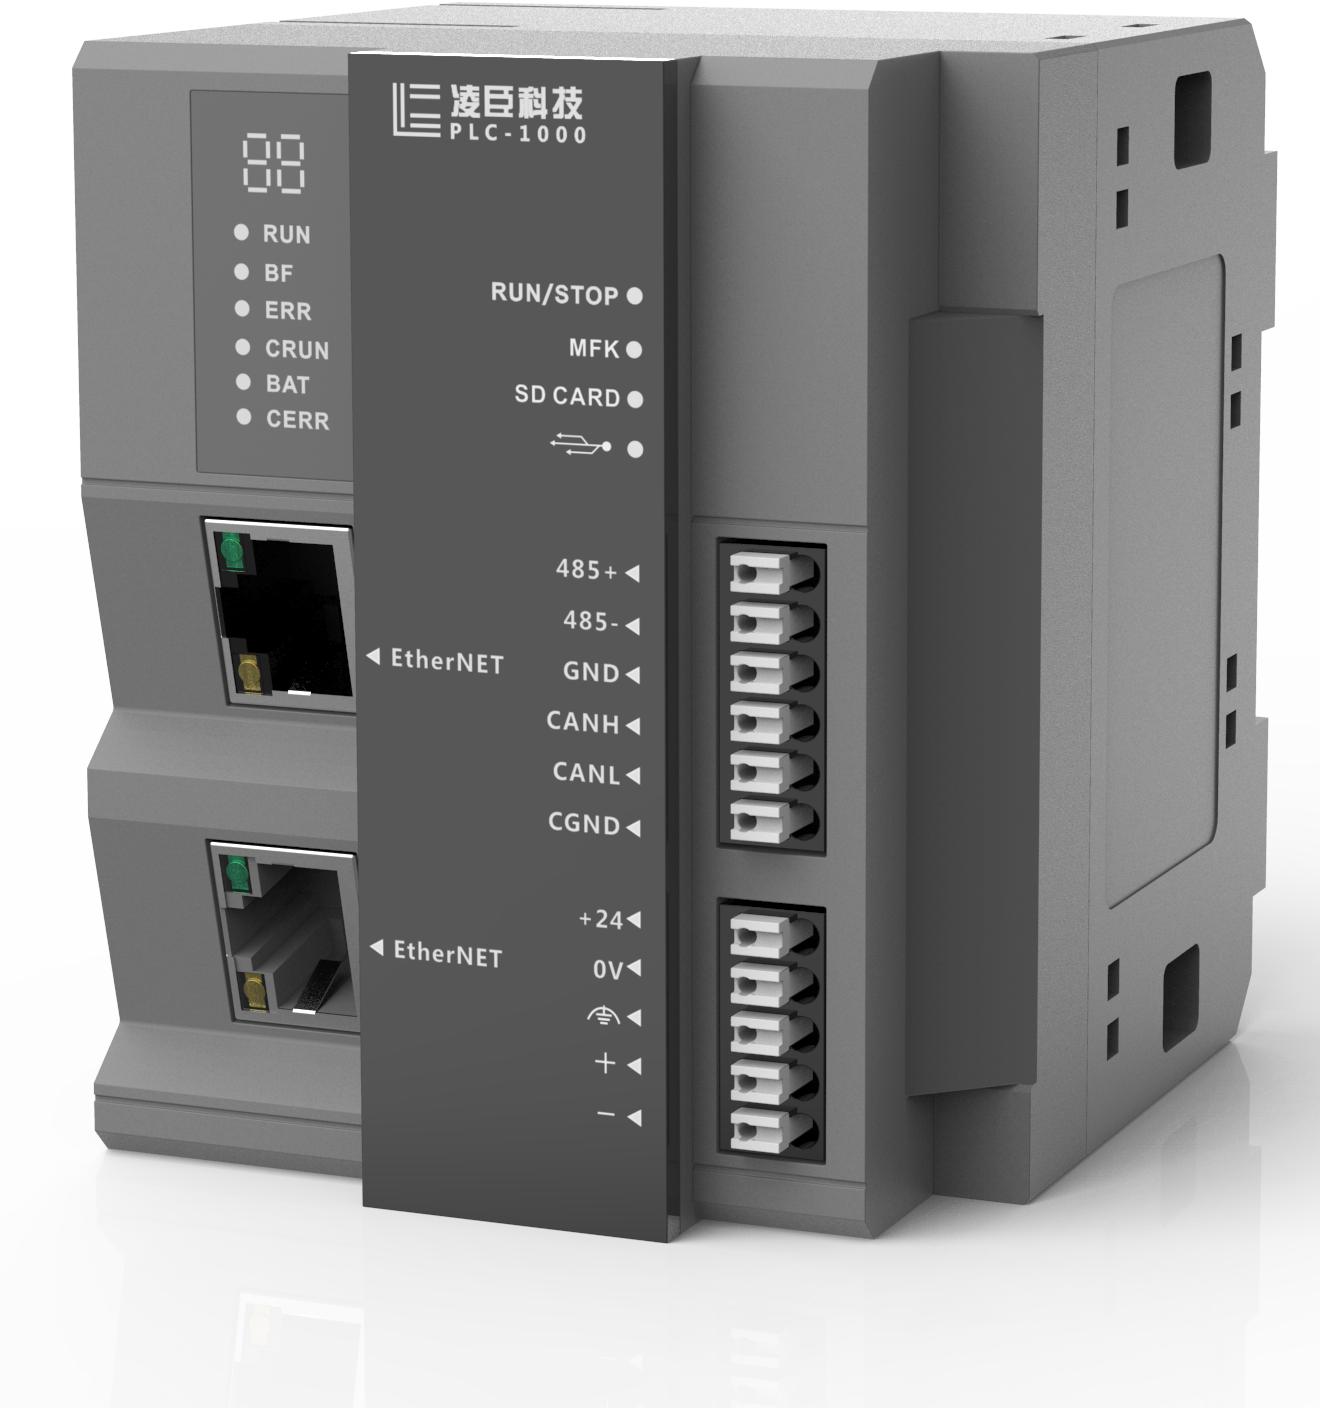 凌臣科技
PLC-1000
88
RUN
BF
ERR
CRUN
BAT
CERR
RUN/STOP
MFK
SD CARD
485+
485-
EtherNET
GND
CANH
CANL
CGND
+24
EtherNET
0V
+
-